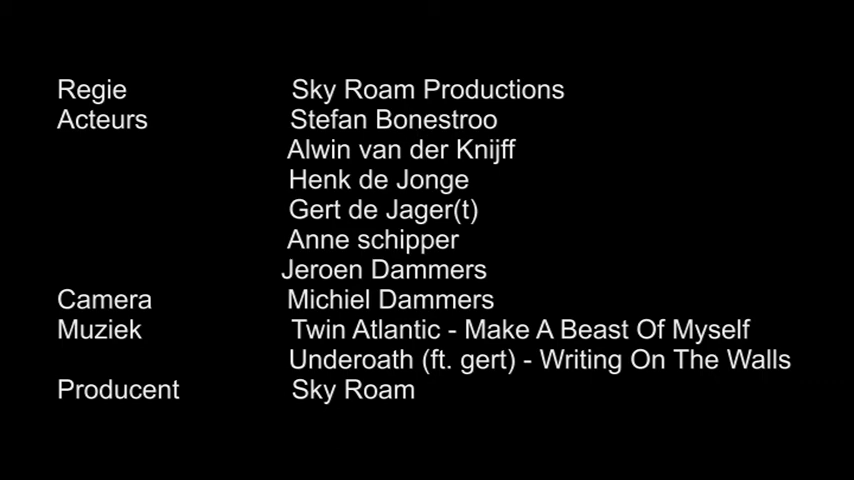 Regie Sky Roam Productions
Acteurs Stefan Bonestroo
Alwin van der Knijff
Henk de Jonge
Gert de Jager(t)
Anne schipper
Jeroen Dammers
Camera Michiel Dammers
Muziek Twin Atlantic - Make A Beast Of Myself
Underoath (ft. gert) - Writing On The Walls
Producent Sky Roam